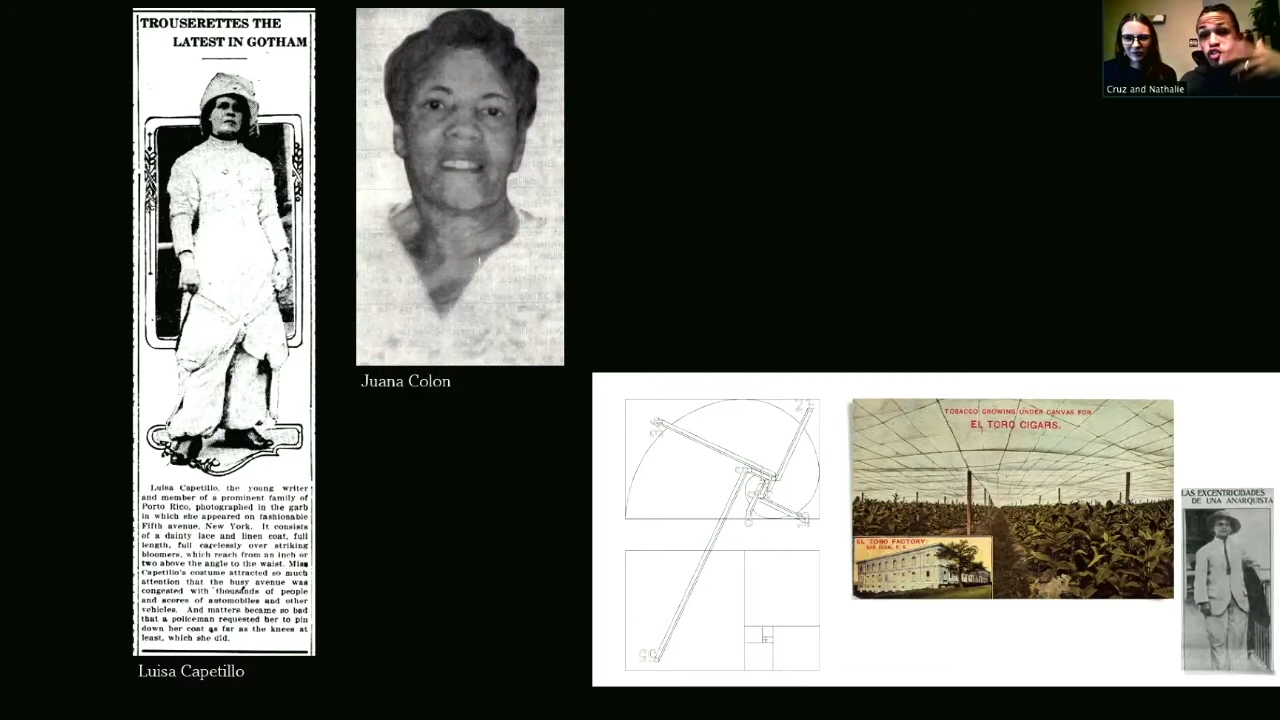 TROUSERETTES THE
LATEST IN GOTHAM
Luisa Capetillo, the young writer
and member of a prominent family of
Porto Rico, photographed in the garb
in which she appeared on fashionable
Fifth avenue, New York. It consists
of a dainty lace and linen coat, full
length, full carelessly over striking
bloomers, which reach from an inch or
two above the angle to the waist. Miss
Capetillo's costume attracted so much
attention that the busy avenue was
congested with thousands of people
and scores of automobiles and other
vehicles. And matters became so bad
that a policeman requested her to pin
down her coat as far as the knees at
least, which she did.
Luisa Capetillo
Juana Colon
Cruz and Nathalie
TOBACCO GROWING UNDER CANVAS FOR
EL TORO CIGARS.
EL TORO FACTORY.
SAN JUAN, P. R.
LAS EXCENTRICIDADES
DE UNA ANARQUISTA
55